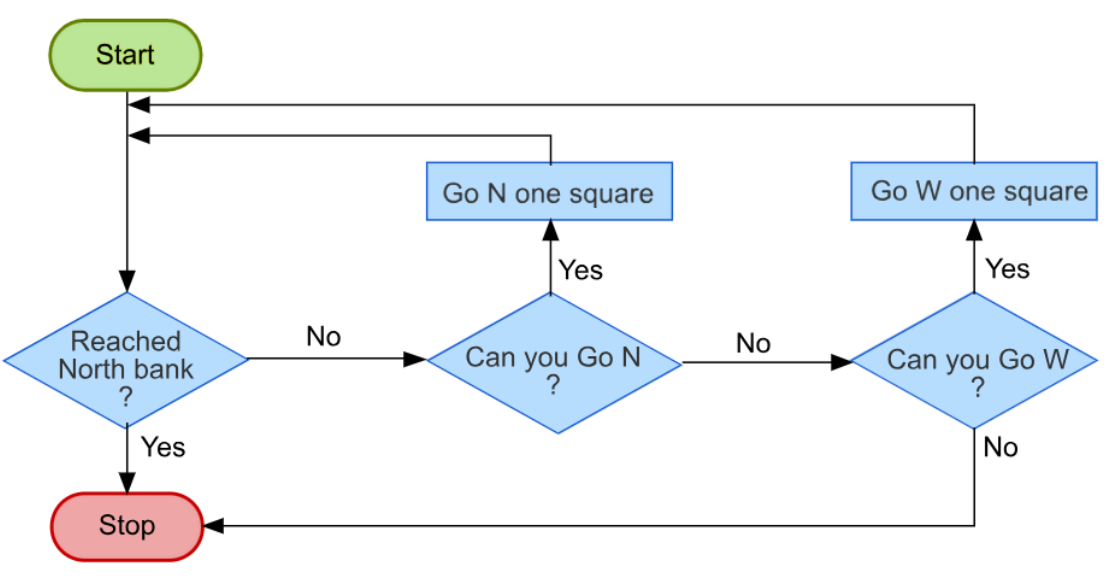 Start
Go N one square
Go W one square
Yes
Yes
Reached
North bank
?
No
Can you Go N
?
No
Can you Go W
?
Yes
No
Stop